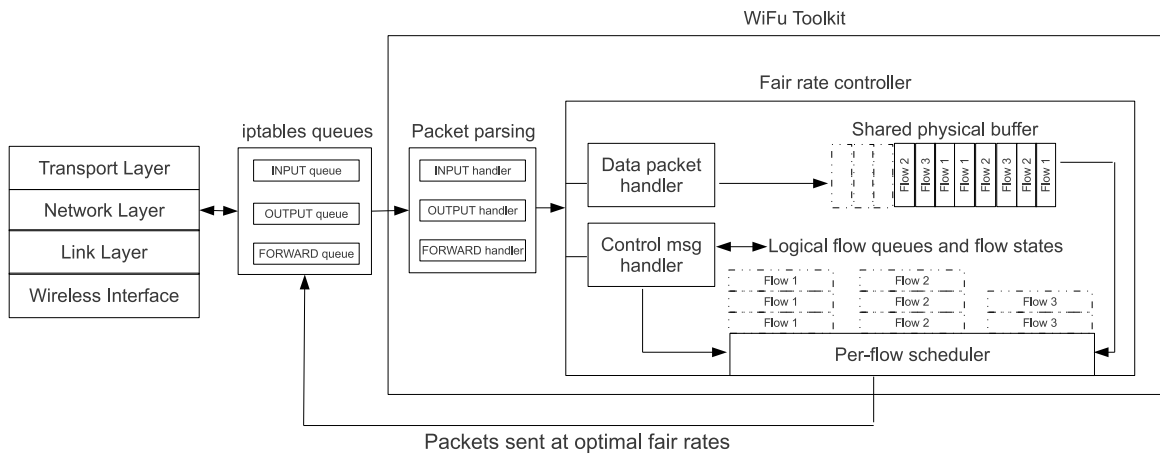 WiFu Toolkit
Fair rate controller
iptables queues
Packet parsing
Shared physical buffer
Transport Layer
Network Layer
Link Layer
Wireless Interface
INPUT queue
OUTPUT queue
FORWARD queue
INPUT handler
OUTPUT handler
FORWARD handler
Data packet
handler
Flow 2
Flow 3
Flow 1
Flow 1
Flow 2
Flow 3
Flow 2
Flow 1
Control msg
handler
Logical flow queues and flow states
Flow 1
Flow 2
Flow 1
Flow 2
Flow 3
Flow 1
Flow 2
Flow 3
Per-flow scheduler
Packets sent at optimal fair rates